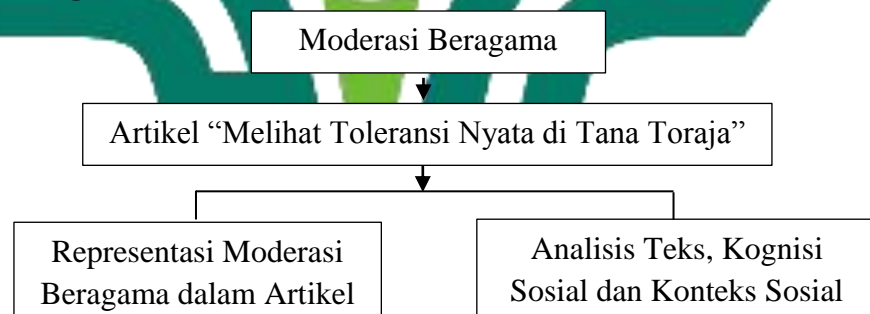 Moderasi Beragama
Artikel “Melihat Toleransi Nyata di Tana Toraja”
Representasi Moderasi
Beragama dalam Artikel
Analisis Teks, Kognisi
Sosial dan Konteks Sosial